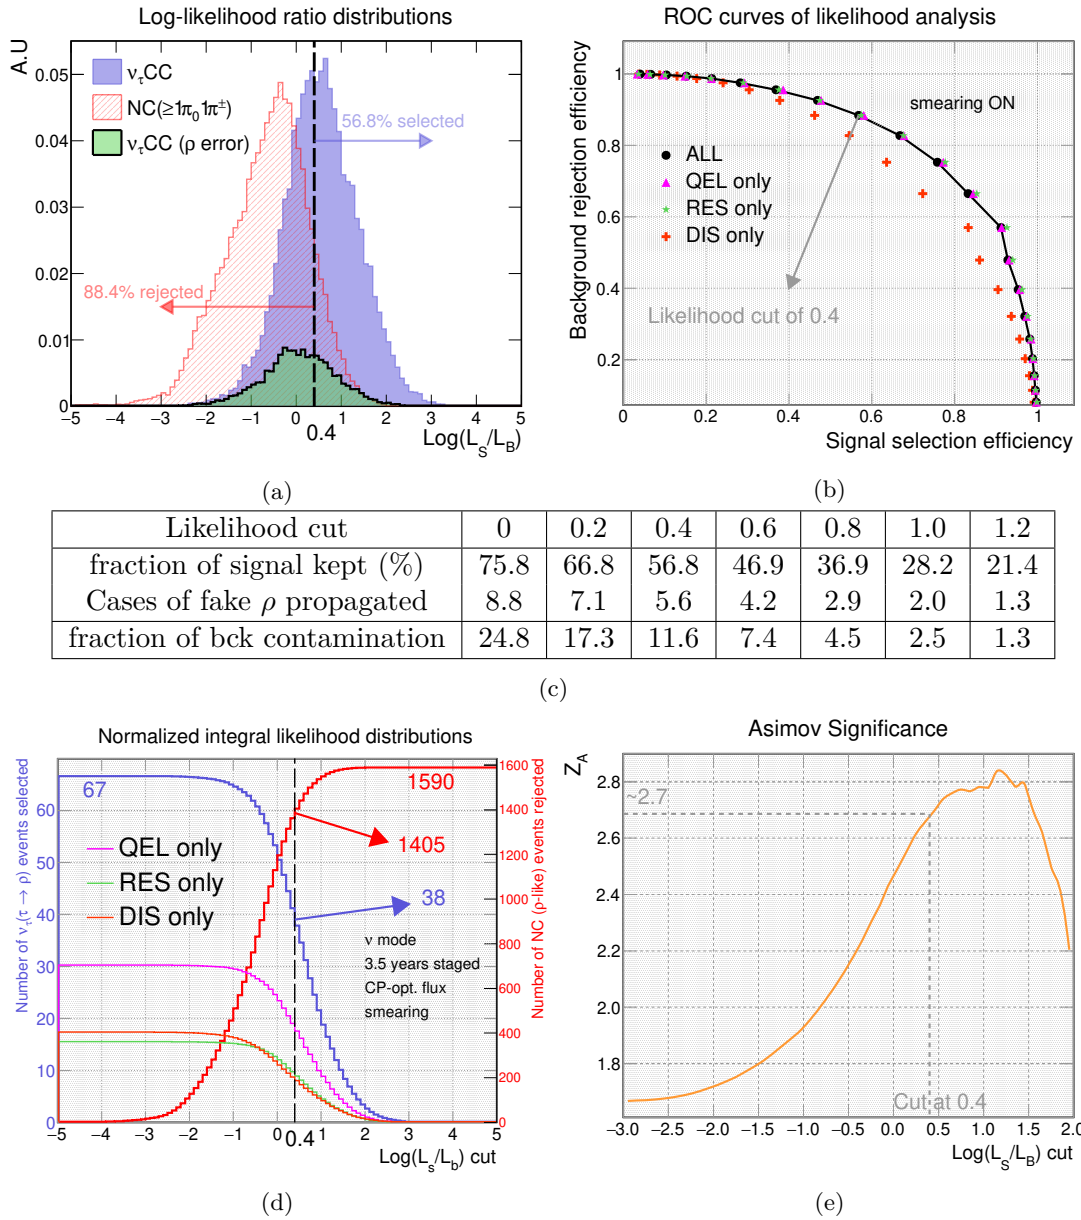 Log-likelihood ratio distributions
A.U
ν_τCC
NC(≥1π₀1π±)
ν_τCC (ρ error)
56.8% selected
88.4% rejected
0.05
0.04
0.03
0.02
0.01
0
−5 −4 −3 −2 −1 0 1 2 3 4 5
0.4
Log(L_S/L_B)
(a)
ROC curves of likelihood analysis
Background rejection efficiency
smearing ON
ALL
QEL only
RES only
DIS only
Likelihood cut of 0.4
1
0.8
0.6
0.4
0.2
0 0.2 0.4 0.6 0.8 1
Signal selection efficiency
(b)
Likelihood cut 0 0.2 0.4 0.6 0.8 1.0 1.2
fraction of signal kept (%) 75.8 66.8 56.8 46.9 36.9 28.2 21.4
Cases of fake ρ propagated 8.8 7.1 5.6 4.2 2.9 2.0 1.3
fraction of bck contamination 24.8 17.3 11.6 7.4 4.5 2.5 1.3
(c)
Normalized integral likelihood distributions
Number of ν_τ(τ → ρ) events selected
60
50
40
30
20
10
0
67
1590
1405
38
QEL only
RES only
DIS only
ν mode
3.5 years staged
CP-opt. flux
smearing
1600
1400
1200
1000
800
600
400
200
0
Number of NC (ρ-like) events rejected
−5 −4 −3 −2 −1 0 1 2 3 4 5
0.4
Log(L_s/L_b) cut
(d)
Asimov Significance
Z_A
2.8
2.6
2.4
2.2
2.0
1.8
~2.7
Cut at 0.4
−3.0 −2.5 −2.0 −1.5 −1.0 −0.5 0.0 0.5 1.0 1.5 2.0
Log(L_S/L_B) cut
(e)